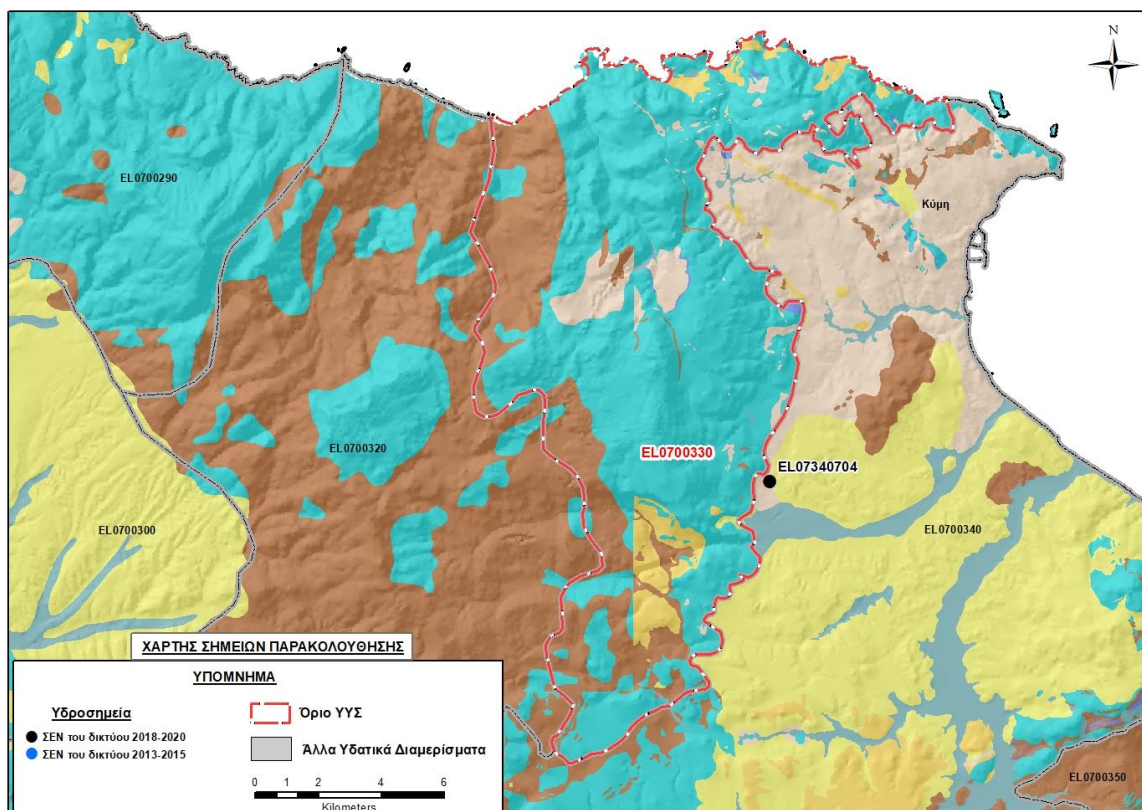 N
EL0700290
Κύμη
EL0700320
EL0700330
EL07340704
EL0700300
EL0700340
ΧΑΡΤΗΣ ΣΗΜΕΙΩΝ ΠΑΡΑΚΟΛΟΥΘΗΣΗΣ
ΥΠΟΜΝΗΜΑ
Υδροσημεία
Όριο ΥΥΣ
ΣΕΝ του δικτύου 2018-2020
ΣΕΝ του δικτύου 2013-2015
Άλλα Υδατικά Διαμερίσματα
0 1 2 4 6
Kilometers
EL0700350